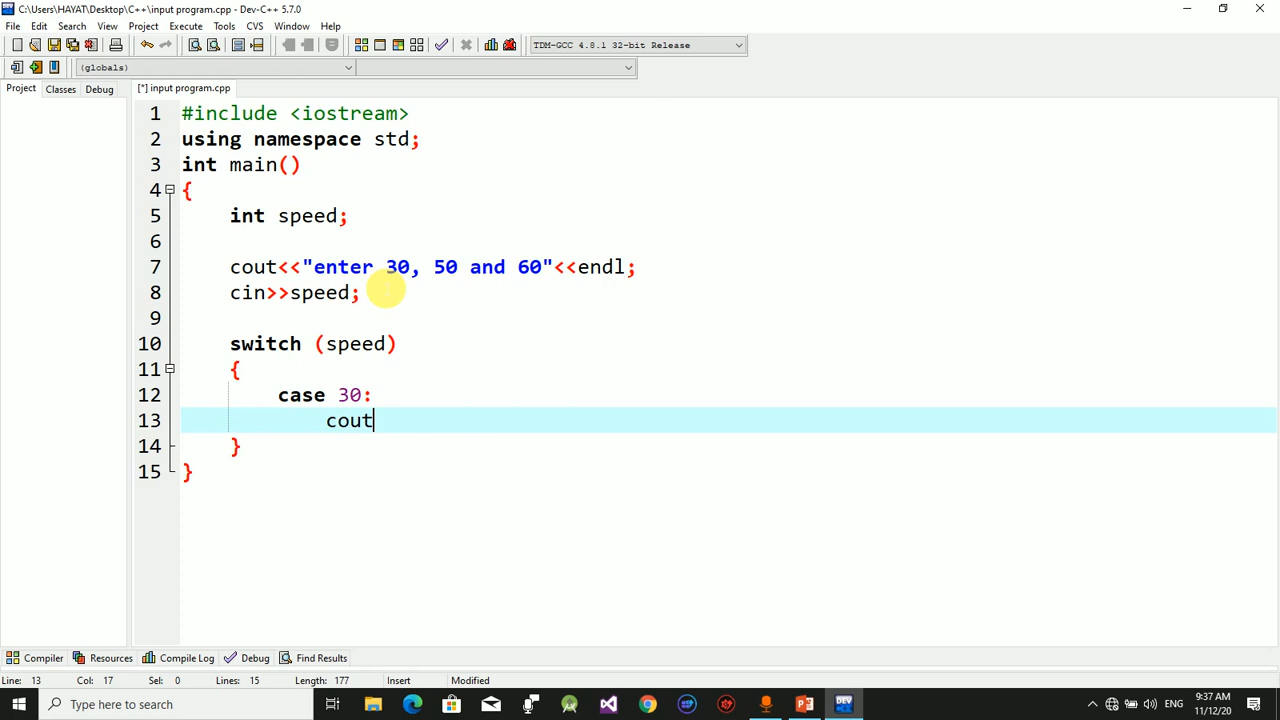 C:\Users\HAYAT\Desktop\C++\input program.cpp - Dev-C++ 5.7.0
File Edit Search View Project Execute Tools CVS Window Help
TDM-GCC 4.8.1 32-bit Release
(globals)
Project Classes Debug [*] input program.cpp
1 #include <iostream>
2 using namespace std;
3 int main()
4 {
5 int speed;
6
7 cout<<"enter 30, 50 and 60"<<endl;
8 cin>>speed;
9
10 switch (speed)
11 {
12 case 30:
13 cout
14 }
15 }
Compiler Resources Compile Log Debug Find Results
Line: 13 Col: 17 Sel: 0 Lines: 15 Length: 177 Insert Modified
Type here to search
DEV
ENG
9:37 AM
11/12/20